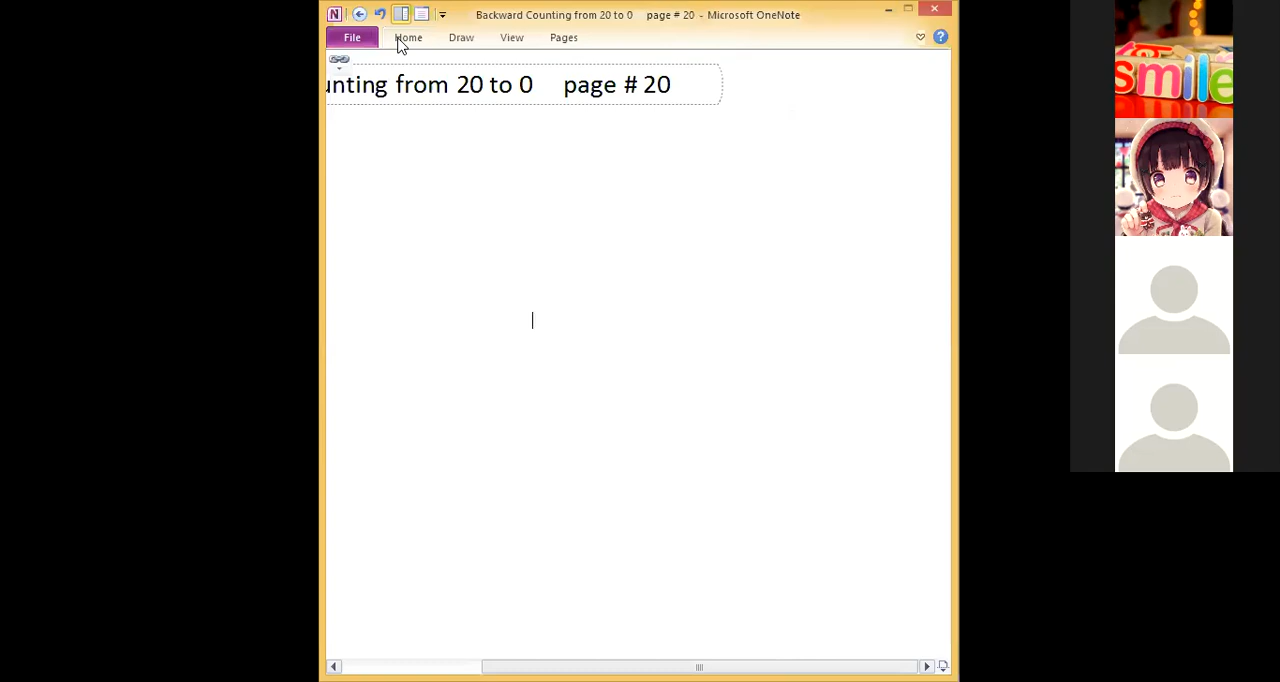 Backward Counting from 20 to 0 page # 20 - Microsoft OneNote
File Home Draw View Pages
unting from 20 to 0 page # 20
smile